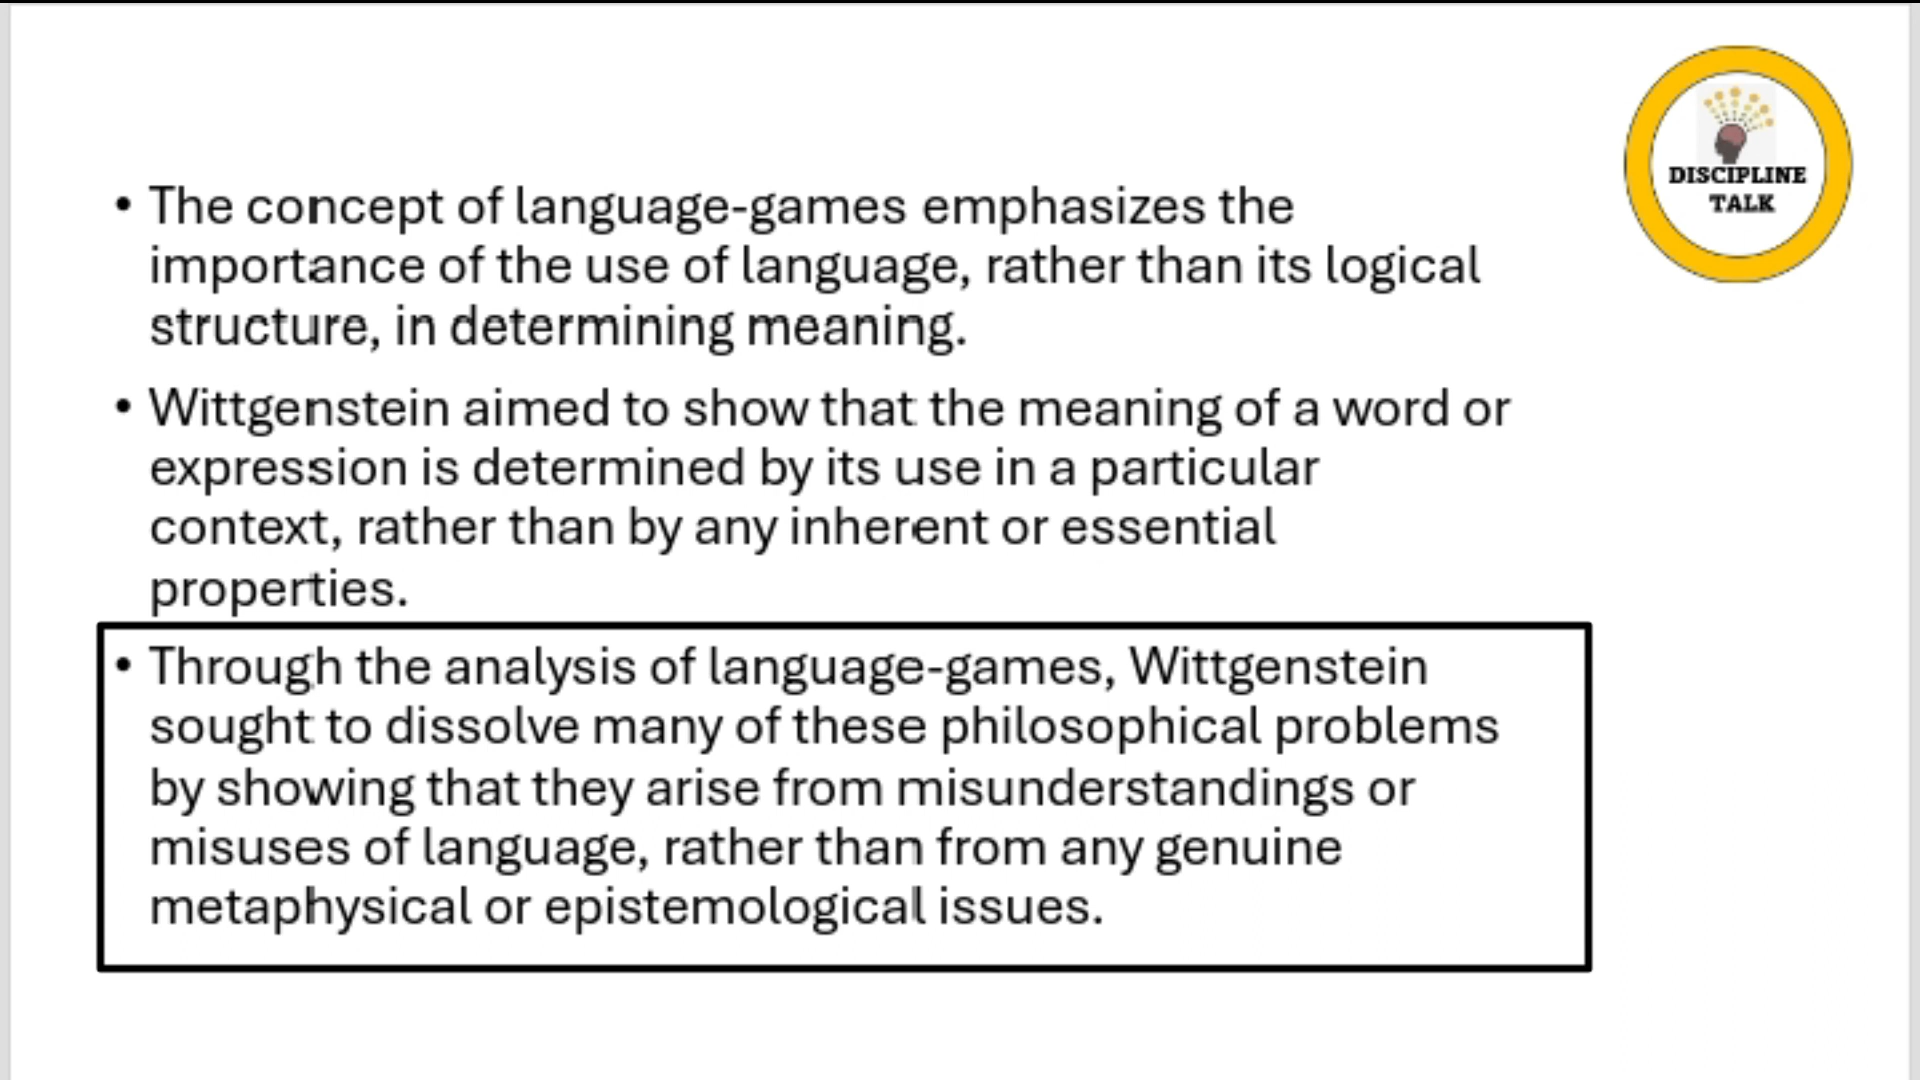 DISCIPLINE
TALK
• The concept of language-games emphasizes the
importance of the use of language, rather than its logical
structure, in determining meaning.
• Wittgenstein aimed to show that the meaning of a word or
expression is determined by its use in a particular
context, rather than by any inherent or essential
properties.
• Through the analysis of language-games, Wittgenstein
sought to dissolve many of these philosophical problems
by showing that they arise from misunderstandings or
misuses of language, rather than from any genuine
metaphysical or epistemological issues.